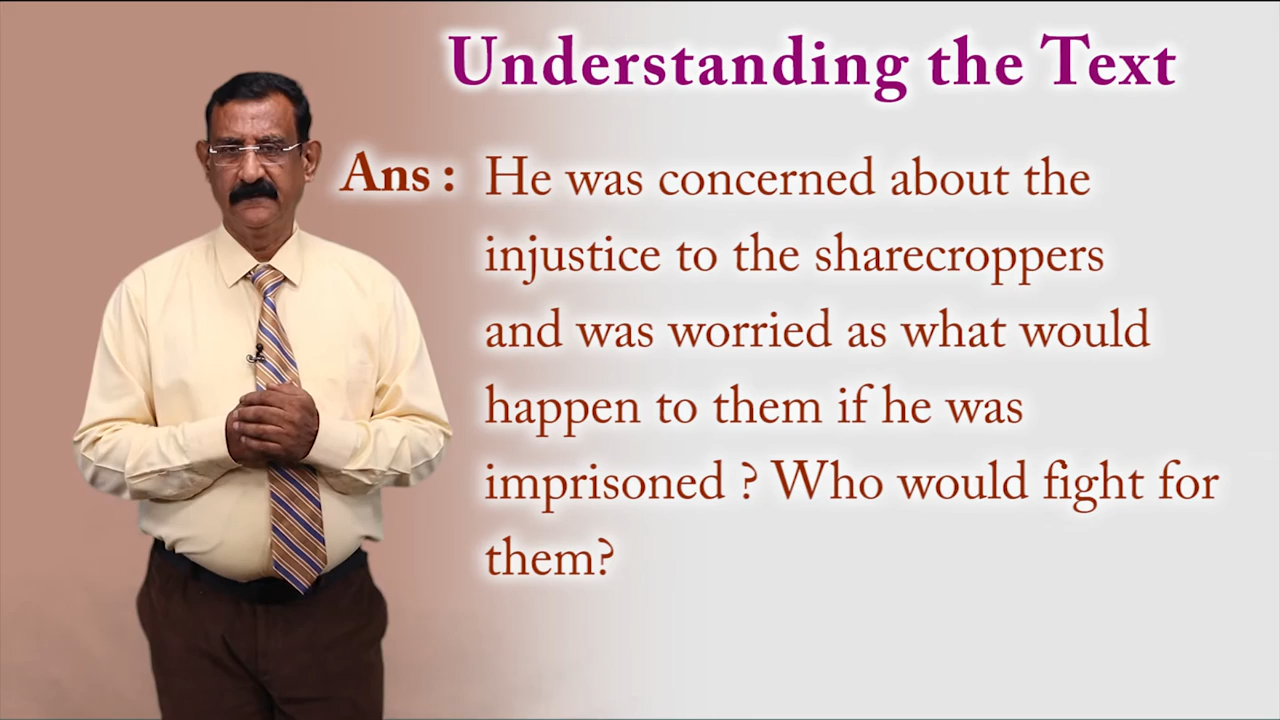 Understanding the Text
Ans : He was concerned about the
injustice to the sharecroppers
and was worried as what would
happen to them if he was
imprisoned ? Who would fight for
them?